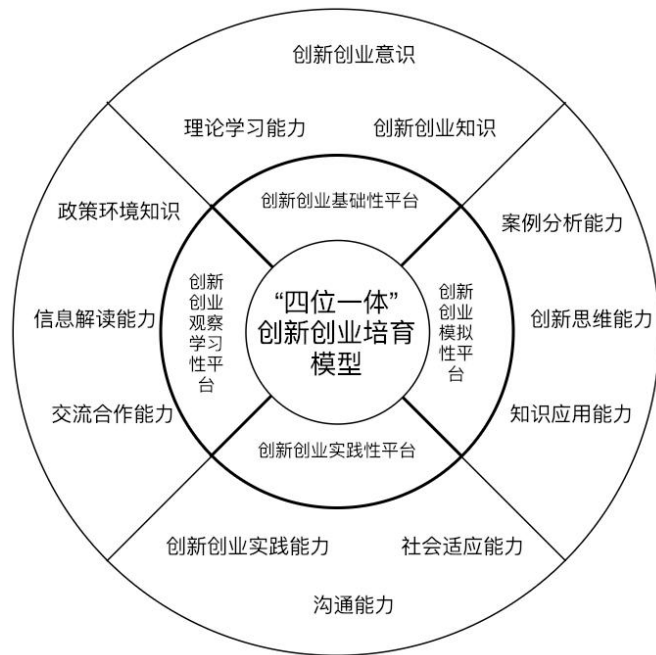 创新创业意识
理论学习能力
创新创业知识
政策环境知识
创新创业基础性平台
案例分析能力
创新
创业
观察
学习
性平
台
“四位一体”
创新创业培育
模型
创新
创业
模拟
性平
台
信息解读能力
创新思维能力
交流合作能力
知识应用能力
创新创业实践性平台
创新创业实践能力
社会适应能力
沟通能力